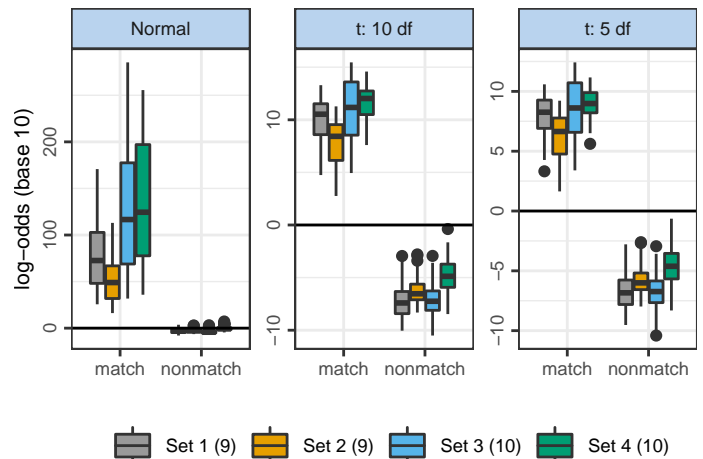 Normal
t: 10 df
t: 5 df
log−odds (base 10)
200
100
0
10
0
−10
10
5
0
−5
−10
match
nonmatch
match
nonmatch
match
nonmatch
Set 1 (9)
Set 2 (9)
Set 3 (10)
Set 4 (10)